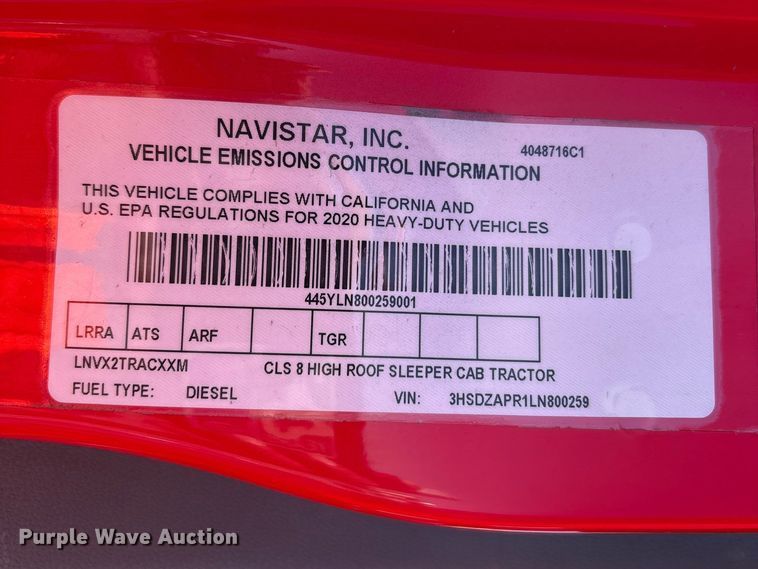 NAVISTAR, INC.
4048716C1
VEHICLE EMISSIONS CONTROL INFORMATION
THIS VEHICLE COMPLIES WITH CALIFORNIA AND
U.S. EPA REGULATIONS FOR 2020 HEAVY-DUTY VEHICLES
445YLN800259001
LRRA ATS ARF TGR
LNVX2TRACXXM CLS 8 HIGH ROOF SLEEPER CAB TRACTOR
FUEL TYPE: DIESEL VIN: 3HSDZAPR1LN800259
Purple Wave Auction